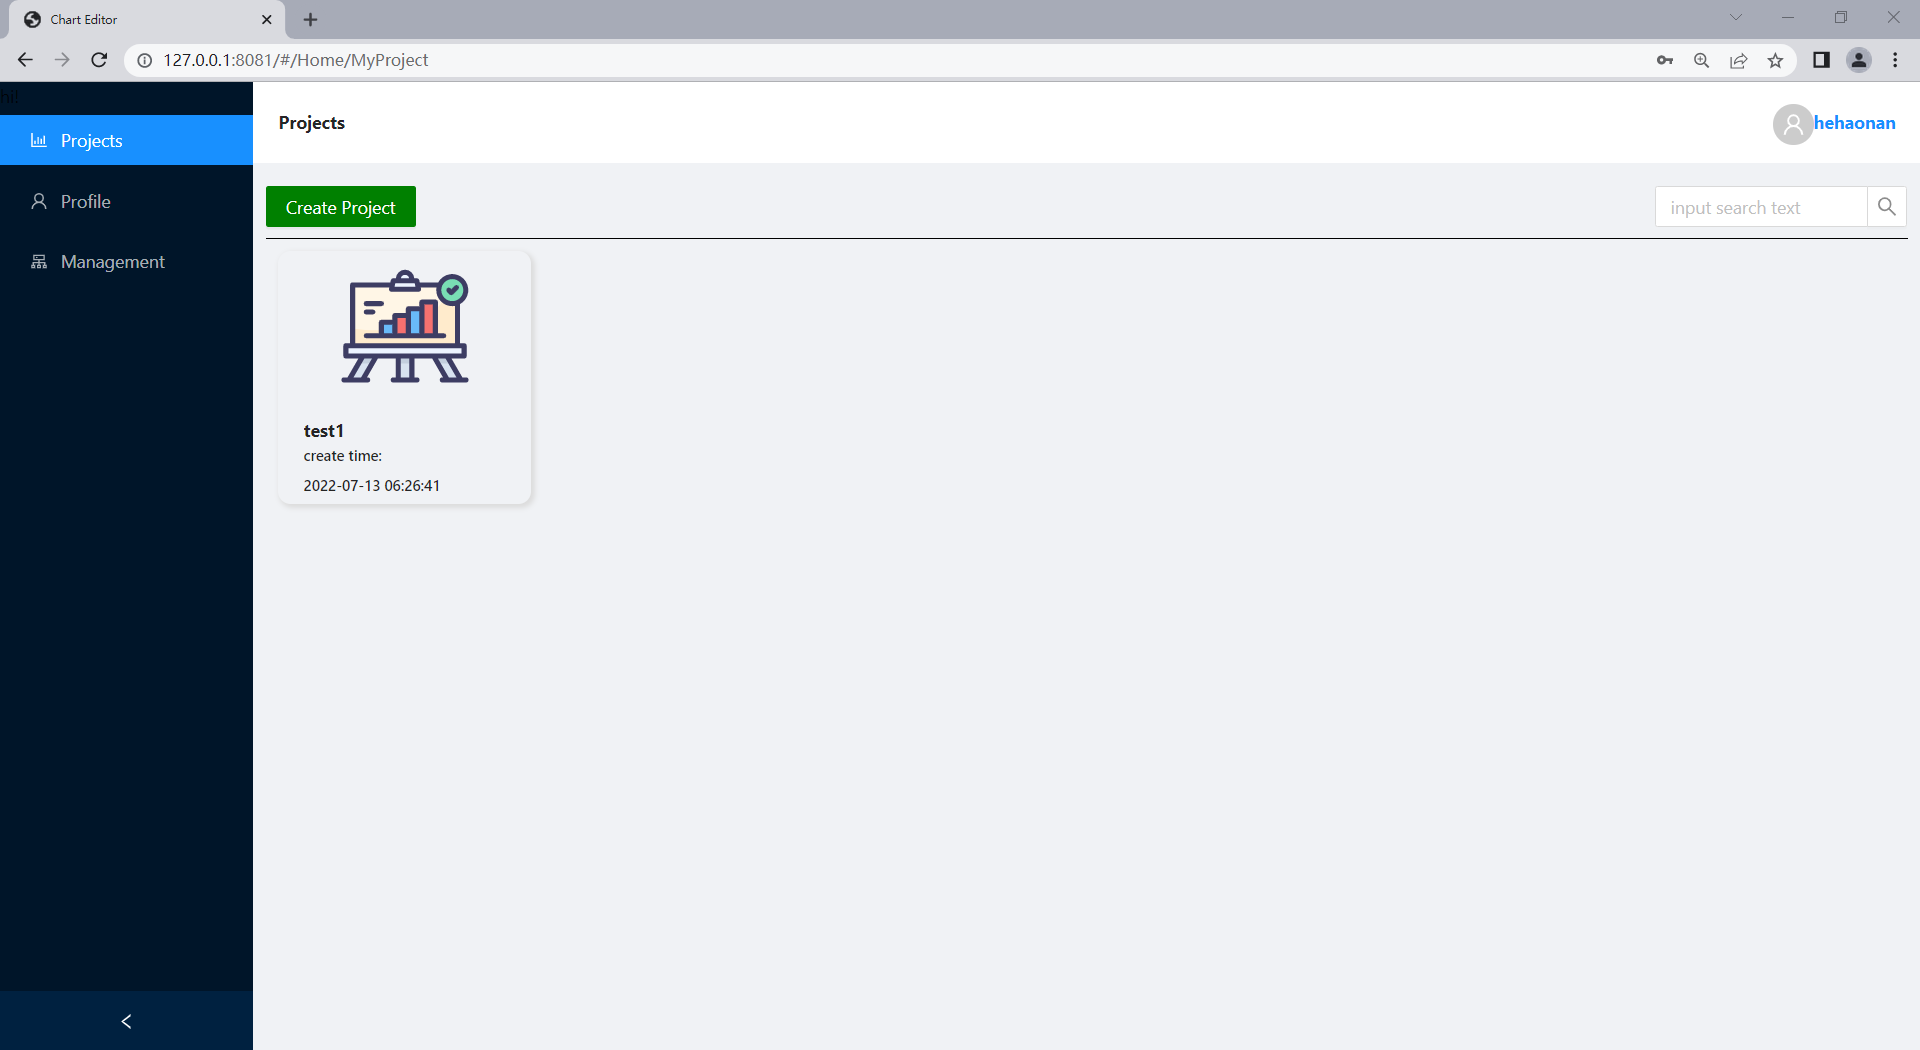 Chart Editor
127.0.0.1:8081/#/Home/MyProject
hi!
Projects
Profile
Management
Projects
hehaonan
Create Project
input search text
test1
create time:
2022-07-13 06:26:41